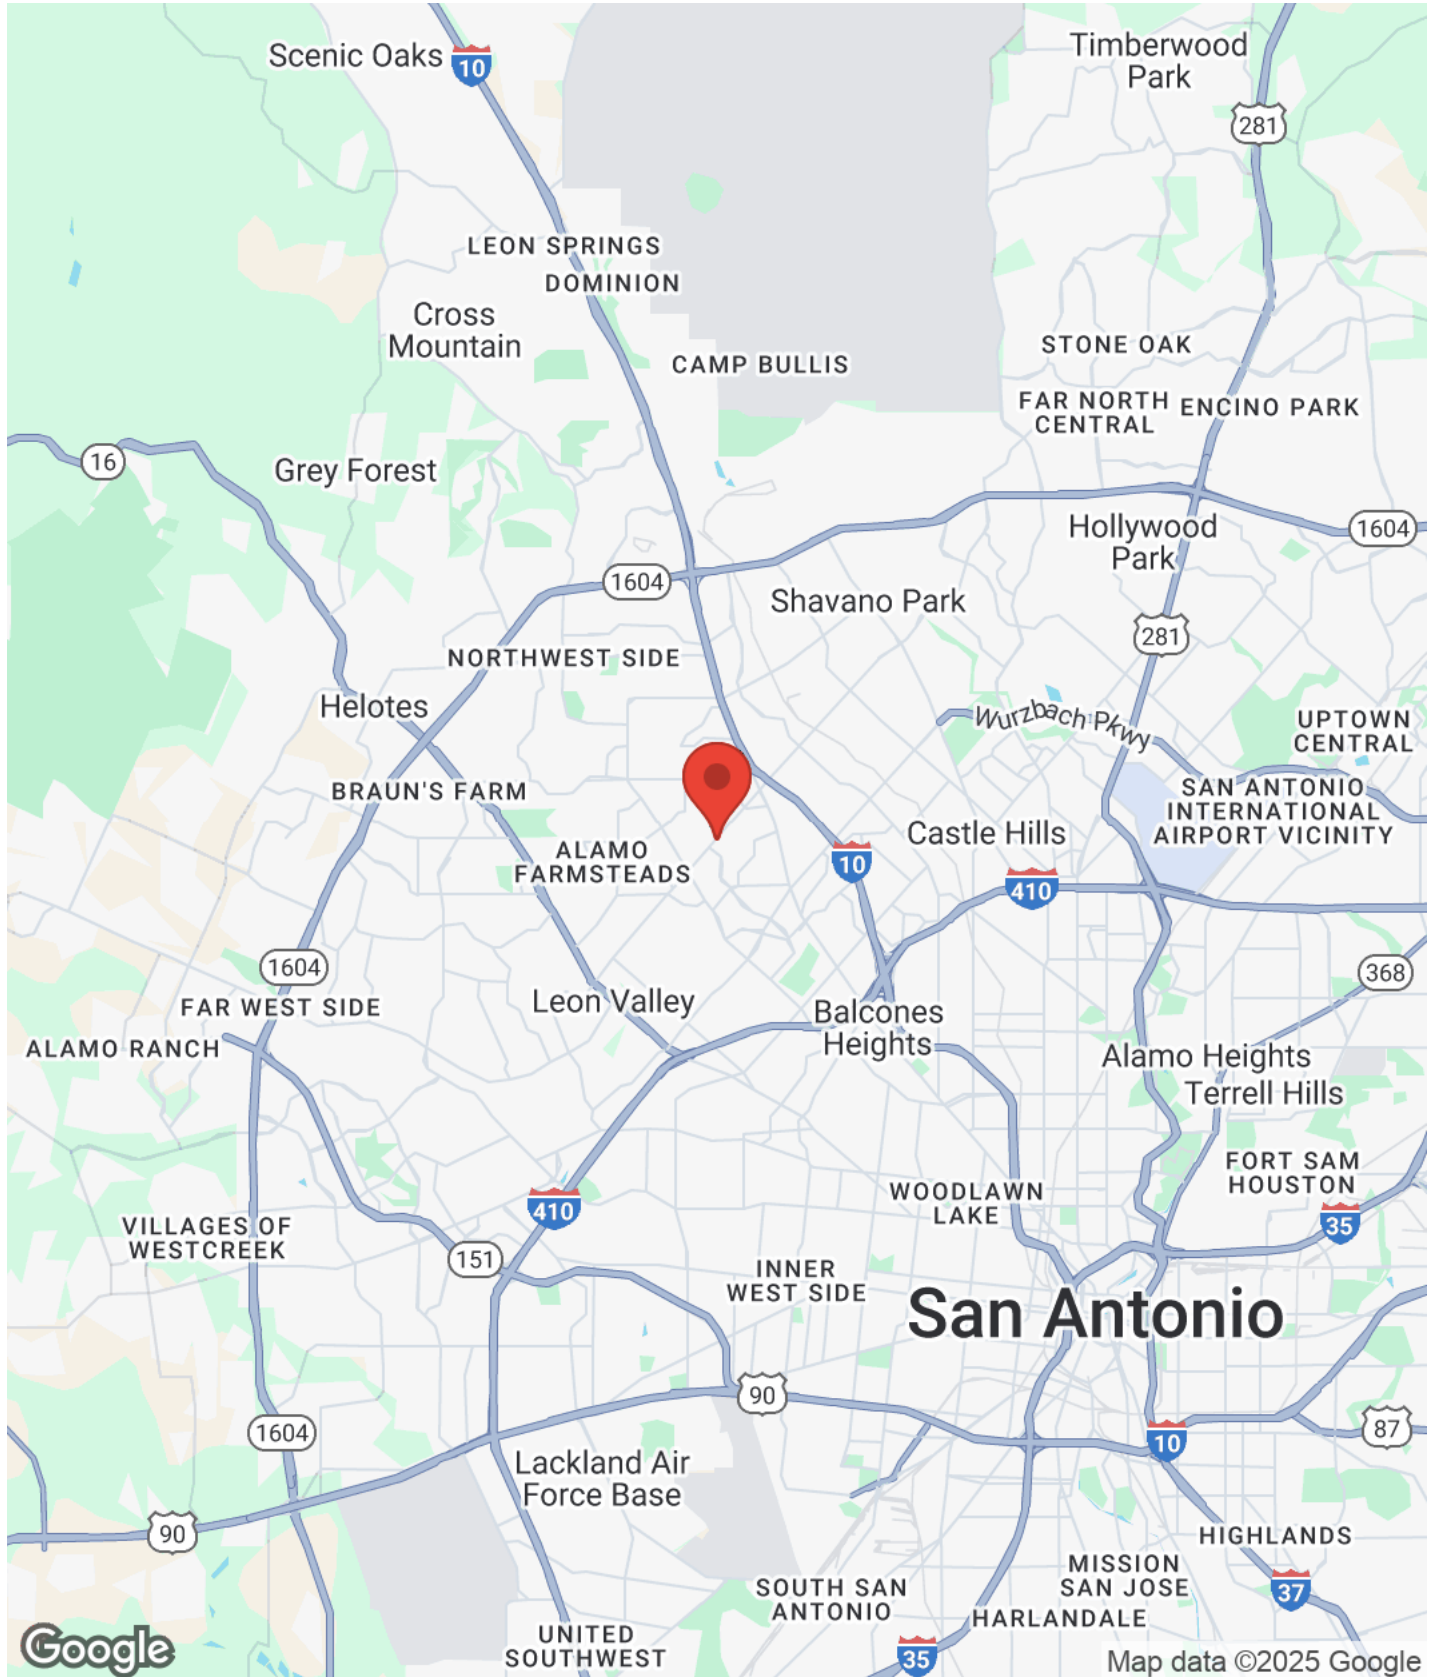 Scenic Oaks
10
Timberwood
Park
281
LEON SPRINGS
DOMINION
Cross
Mountain
CAMP BULLIS
STONE OAK
FAR NORTH
CENTRAL
ENCINO PARK
16
Grey Forest
1604
Hollywood
Park
1604
Shavano Park
281
NORTHWEST SIDE
Helotes
Wurzbach Pkwy
UPTOWN
CENTRAL
BRAUN'S FARM
SAN ANTONIO
INTERNATIONAL
AIRPORT VICINITY
Castle Hills
ALAMO
FARMSTEADS
10
410
1604
368
FAR WEST SIDE
Leon Valley
Balcones
Heights
ALAMO RANCH
Alamo Heights
Terrell Hills
FORT SAM
HOUSTON
WOODLAWN
LAKE
410
35
VILLAGES OF
WESTCREEK
151
INNER
WEST SIDE
San Antonio
90
1604
87
10
Lackland Air
Force Base
90
HIGHLANDS
MISSION
SAN JOSE
37
SOUTH SAN
ANTONIO
HARLANDALE
UNITED
SOUTHWEST
35
Google
Map data ©2025 Google